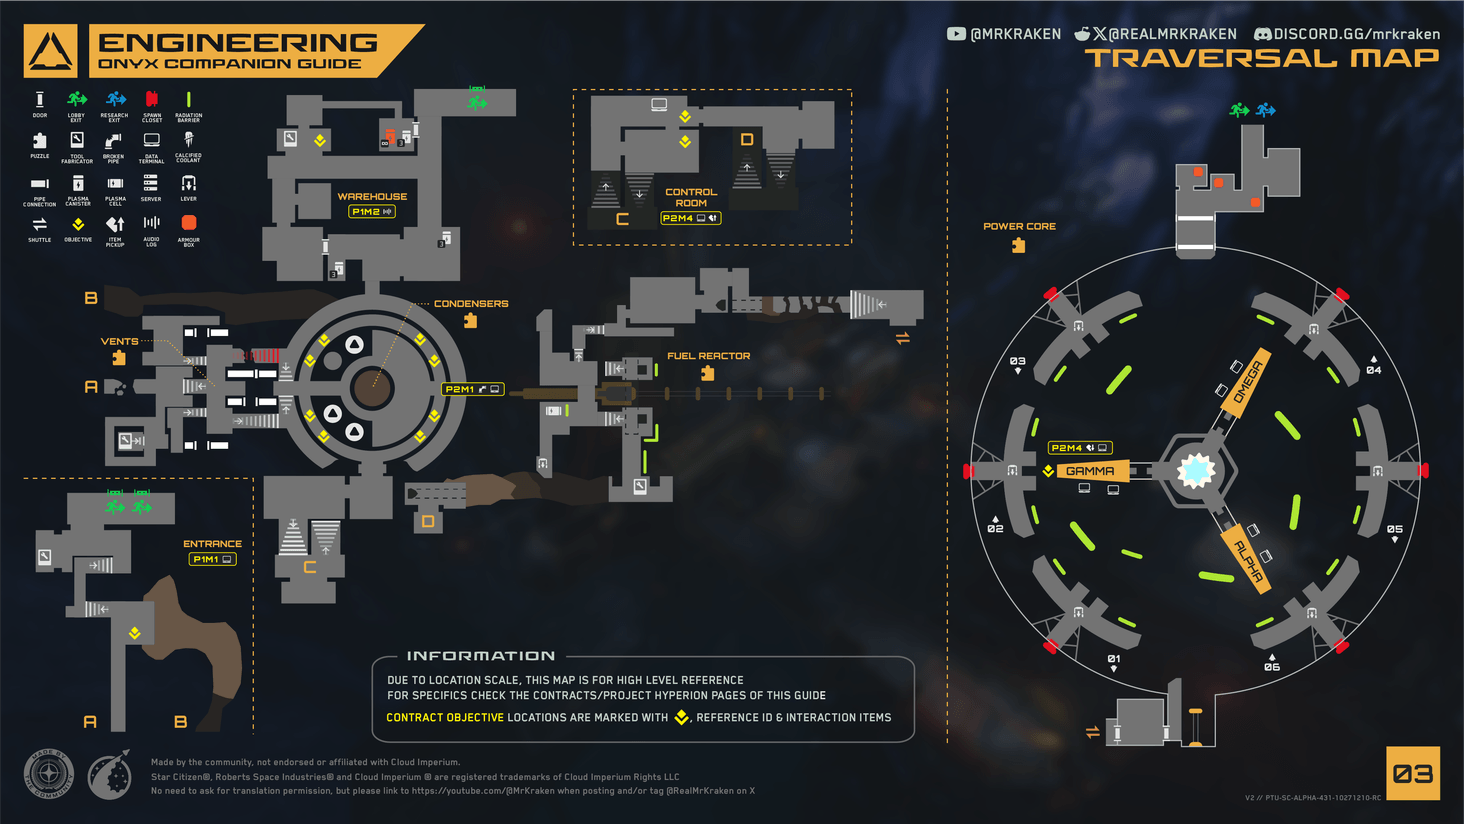 ENGINEERING
ONYX COMPANION GUIDE
@MRKRAKEN @REALMRKRAKEN DISCORD.GG/mrkraken
TRAVERSAL MAP
DOOR
LOBBY EXIT
RESEARCH EXIT
SPAWN CLOSET
RADIATION BARRIER
PUZZLE
TOOL FABRICATOR
BROKEN PIPE
DATA TERMINAL
CALCIFIED COOLANT
PIPE CONNECTION
PLASMA CANISTER
PLASMA CELL
SERVER
LEVER
SHUTTLE
OBJECTIVE
ITEM PICKUP
AUDIO LOG
ARMOUR BOX
WAREHOUSE
P1M2
∞
3
3
3
CONTROL ROOM
P2M4
C
D
B
VENTS
A
CONDENSERS
P2M1
FUEL REACTOR
C
D
ENTRANCE
P1M1
A
B
POWER CORE
03
04
OMEGA
P2M4
GAMMA
02
05
ALPHA
01
06
INFORMATION
DUE TO LOCATION SCALE, THIS MAP IS FOR HIGH LEVEL REFERENCE
FOR SPECIFICS CHECK THE CONTRACTS/PROJECT HYPERION PAGES OF THIS GUIDE
CONTRACT OBJECTIVE LOCATIONS ARE MARKED WITH , REFERENCE ID & INTERACTION ITEMS
MADE BY THE COMMUNITY
Made by the community, not endorsed or affiliated with Cloud Imperium.
Star Citizen®, Roberts Space Industries® and Cloud Imperium ® are registered trademarks of Cloud Imperium Rights LLC
No need to ask for translation permission, but please link to https://youtube.com/@MrKraken when posting and/or tag @RealMrKraken on X
V2 // PTU-SC-ALPHA-431-10271210-RC
03